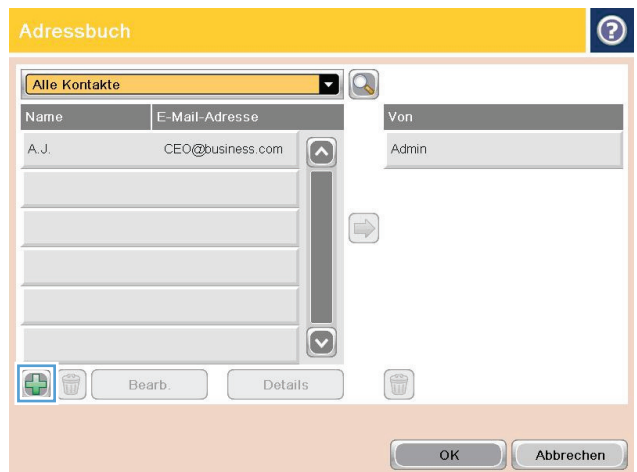 Adressbuch ?
Alle Kontakte
Name E-Mail-Adresse Von
A.J. CEO@business.com Admin
Bearb. Details
OK Abbrechen